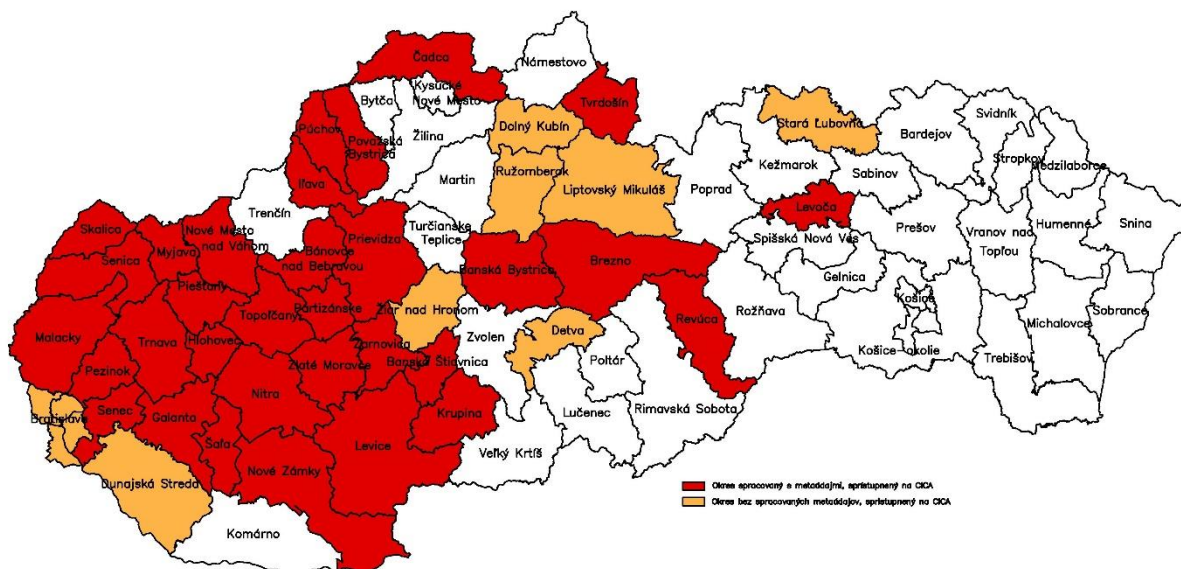 Čadca
Námestovo
Kysucké
Nové Mesto
Bytča
Tvrdošín
Púchov
Považská
Bystrica
Žilina
Dolný Kubín
Stará Ľubovňa
Bardejov
Svidník
Stropkov
Medzilaborce
Ilava
Martin
Ružomberok
Liptovský Mikuláš
Poprad
Kežmarok
Sabinov
Trenčín
Levoča
Skalica
Nové Mesto
nad Váhom
Myjava
Bánovce
nad Bebravou
Prievidza
Turčianske
Teplice
Spišská Nová Ves
Prešov
Vranov nad
Topľou
Humenné
Snina
Senica
Banská Bystrica
Brezno
Gelnica
Piešťany
Topoľčany
Partizánske
Žiar nad Hronom
Košice
Malacky
Trnava
Hlohovec
Zvolen
Detva
Revúca
Rožňava
Michalovce
Sobrance
Žarnovica
Banská Štiavnica
Zlaté Moravce
Poltár
Košice-okolie
Trebišov
Pezinok
Nitra
Bratislava
Senec
Galanta
Krupina
Lučenec
Rimavská Sobota
Šaľa
Levice
Nové Zámky
Veľký Krtíš
Dunajská Streda
Komárno
Okres spracovaný s metadajmi, sprístupnený na CICA
Okres bez spracovaných metadajov, sprístupnený na CICA